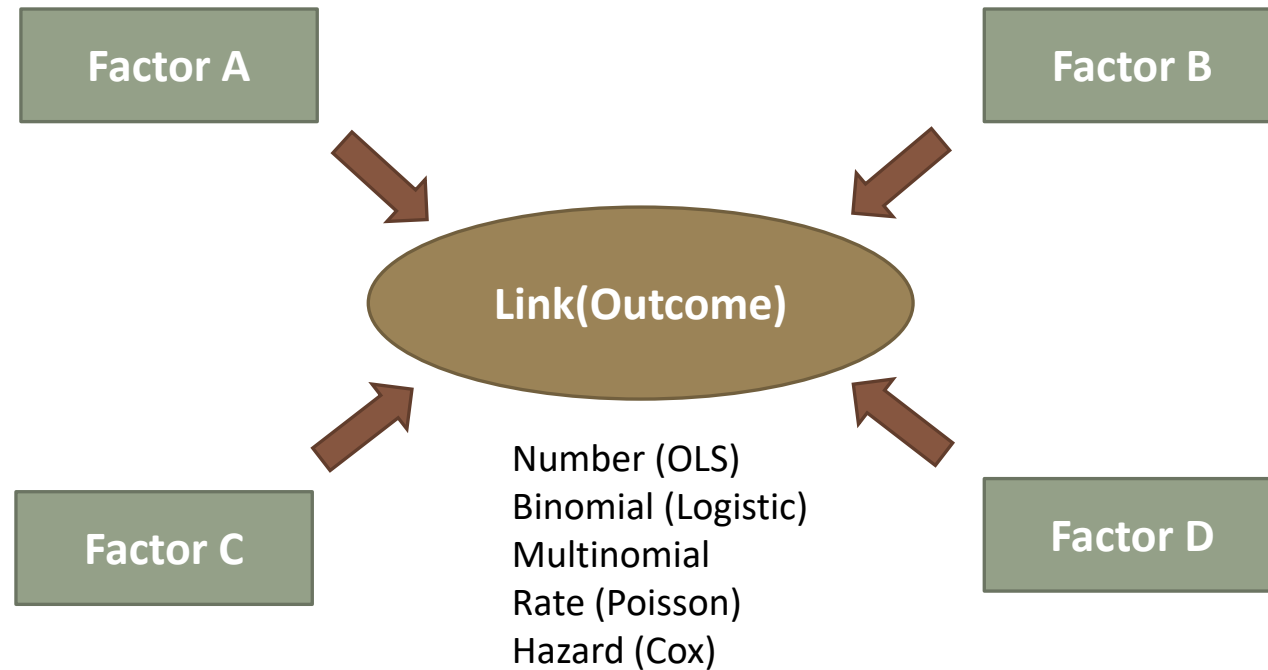 Factor A
Factor B
Link(Outcome)
Number (OLS)
Binomial (Logistic)
Multinomial
Rate (Poisson)
Hazard (Cox)
Factor C
Factor D